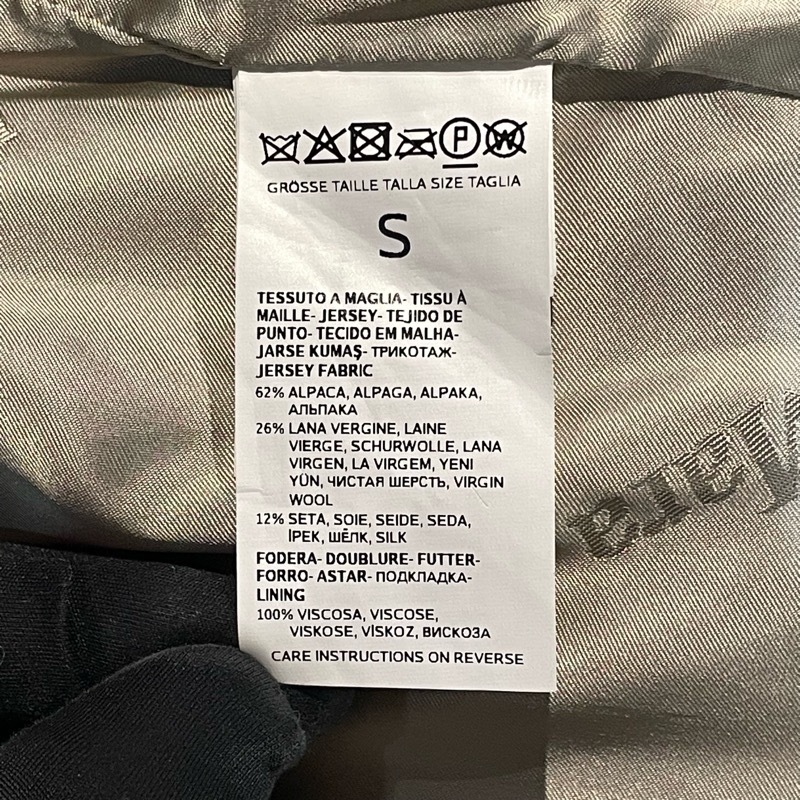 P W
GRÖSSE TAILLE TALLA SIZE TAGLIA
S
TESSUTO A MAGLIA- TISSU À
MAILLE- JERSEY- TEJIDO DE
PUNTO- TECIDO EM MALHA-
JARSE KUMAŞ- ТРИКОТАЖ-
JERSEY FABRIC
62% ALPACA, ALPAGA, ALPAKA,
АЛЬПАКА
26% LANA VERGINE, LAINE
VIERGE, SCHURWOLLE, LANA
VIRGEN, LA VIRGEM, YENI
YÜN, ЧИСТАЯ ШЕРСТЬ, VIRGIN
WOOL
12% SETA, SOIE, SEIDE, SEDA,
İPEK, ШЁЛК, SILK
FODERA- DOUBLURE- FUTTER-
FORRO- ASTAR- ПОДКЛАДКА-
LINING
100% VISCOSA, VISCOSE,
VISKOSE, VİSKOZ, ВИСКОЗА
CARE INSTRUCTIONS ON REVERSE